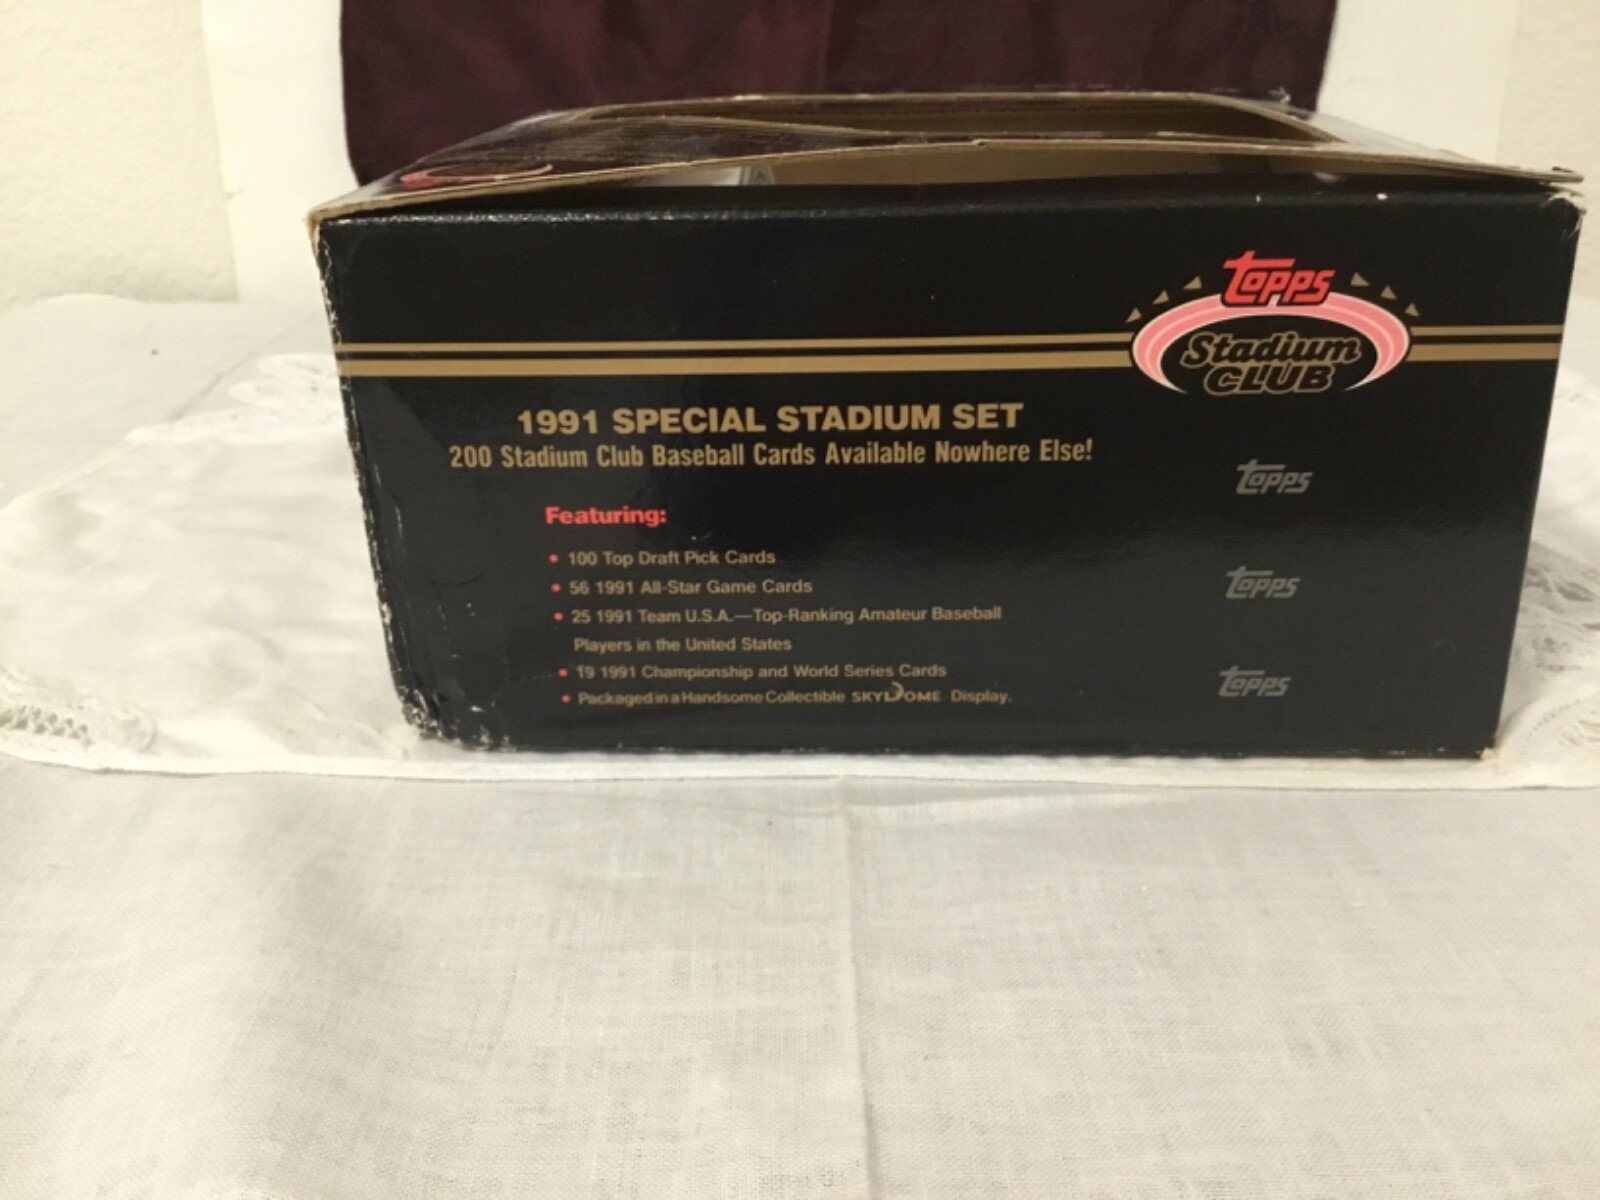 Topps
Stadium
CLUB
1991 SPECIAL STADIUM SET
200 Stadium Club Baseball Cards Available Nowhere Else!
Featuring:
• 100 Top Draft Pick Cards
• 56 1991 All-Star Game Cards
• 25 1991 Team U.S.A.—Top-Ranking Amateur Baseball
Players in the United States
• 19 1991 Championship and World Series Cards
• Packaged in a Handsome Collectible SKYDOME Display.
Topps
Topps
Topps